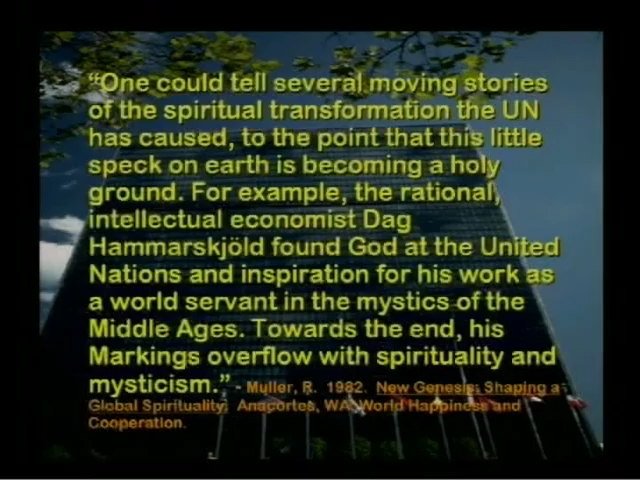 “One could tell several moving stories
of the spiritual transformation the UN
has caused, to the point that this little
speck on earth is becoming a holy
ground. For example, the rational,
intellectual economist Dag
Hammarskjöld found God at the United
Nations and inspiration for his work as
a world servant in the mystics of the
Middle Ages. Towards the end, his
Markings overflow with spirituality and
mysticism.” - Muller, R. 1982. New Genesis: Shaping a
Global Spirituality. Anacortes, WA: World Happiness and
Cooperation.